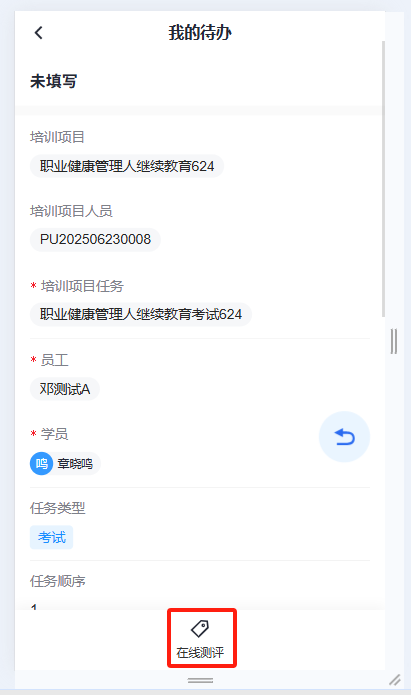 我的待办
未填写
培训项目
职业健康管理人继续教育624
培训项目人员
PU202506230008
* 培训项目任务
职业健康管理人继续教育考试624
* 员工
邓测试A
* 学员
鸣 章晓鸣
任务类型
考试
任务顺序
1
在线测评